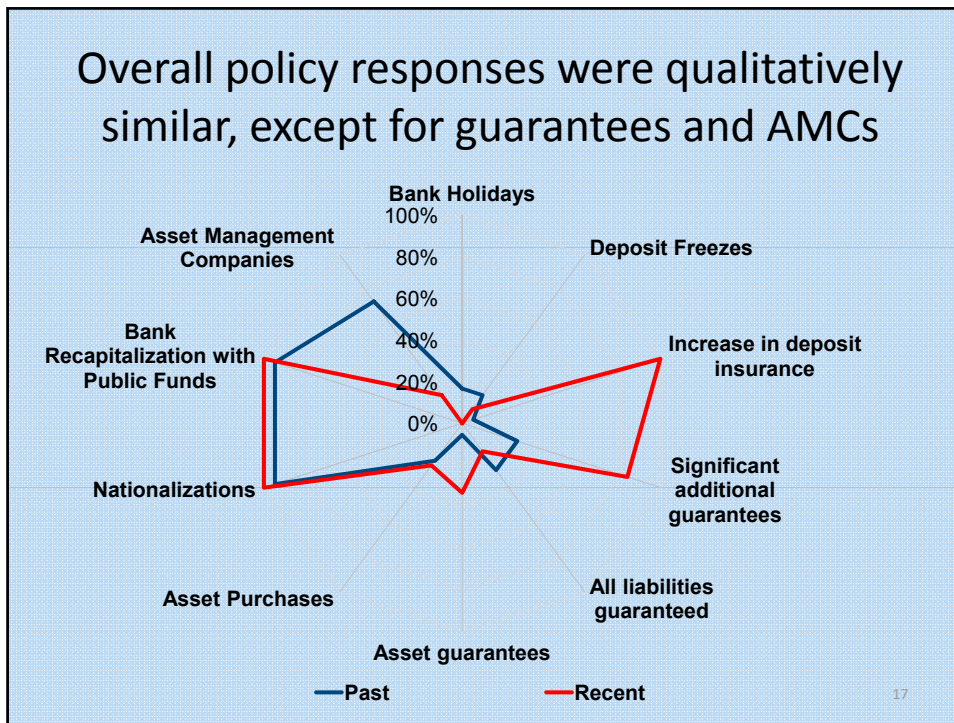 Overall policy responses were qualitatively
similar, except for guarantees and AMCs
Bank Holidays
100%
80%
60%
40%
20%
0%
Deposit Freezes
Increase in deposit
insurance
Significant
additional
guarantees
All liabilities
guaranteed
Asset guarantees
Asset Purchases
Nationalizations
Bank
Recapitalization with
Public Funds
Asset Management
Companies
Past
Recent
17